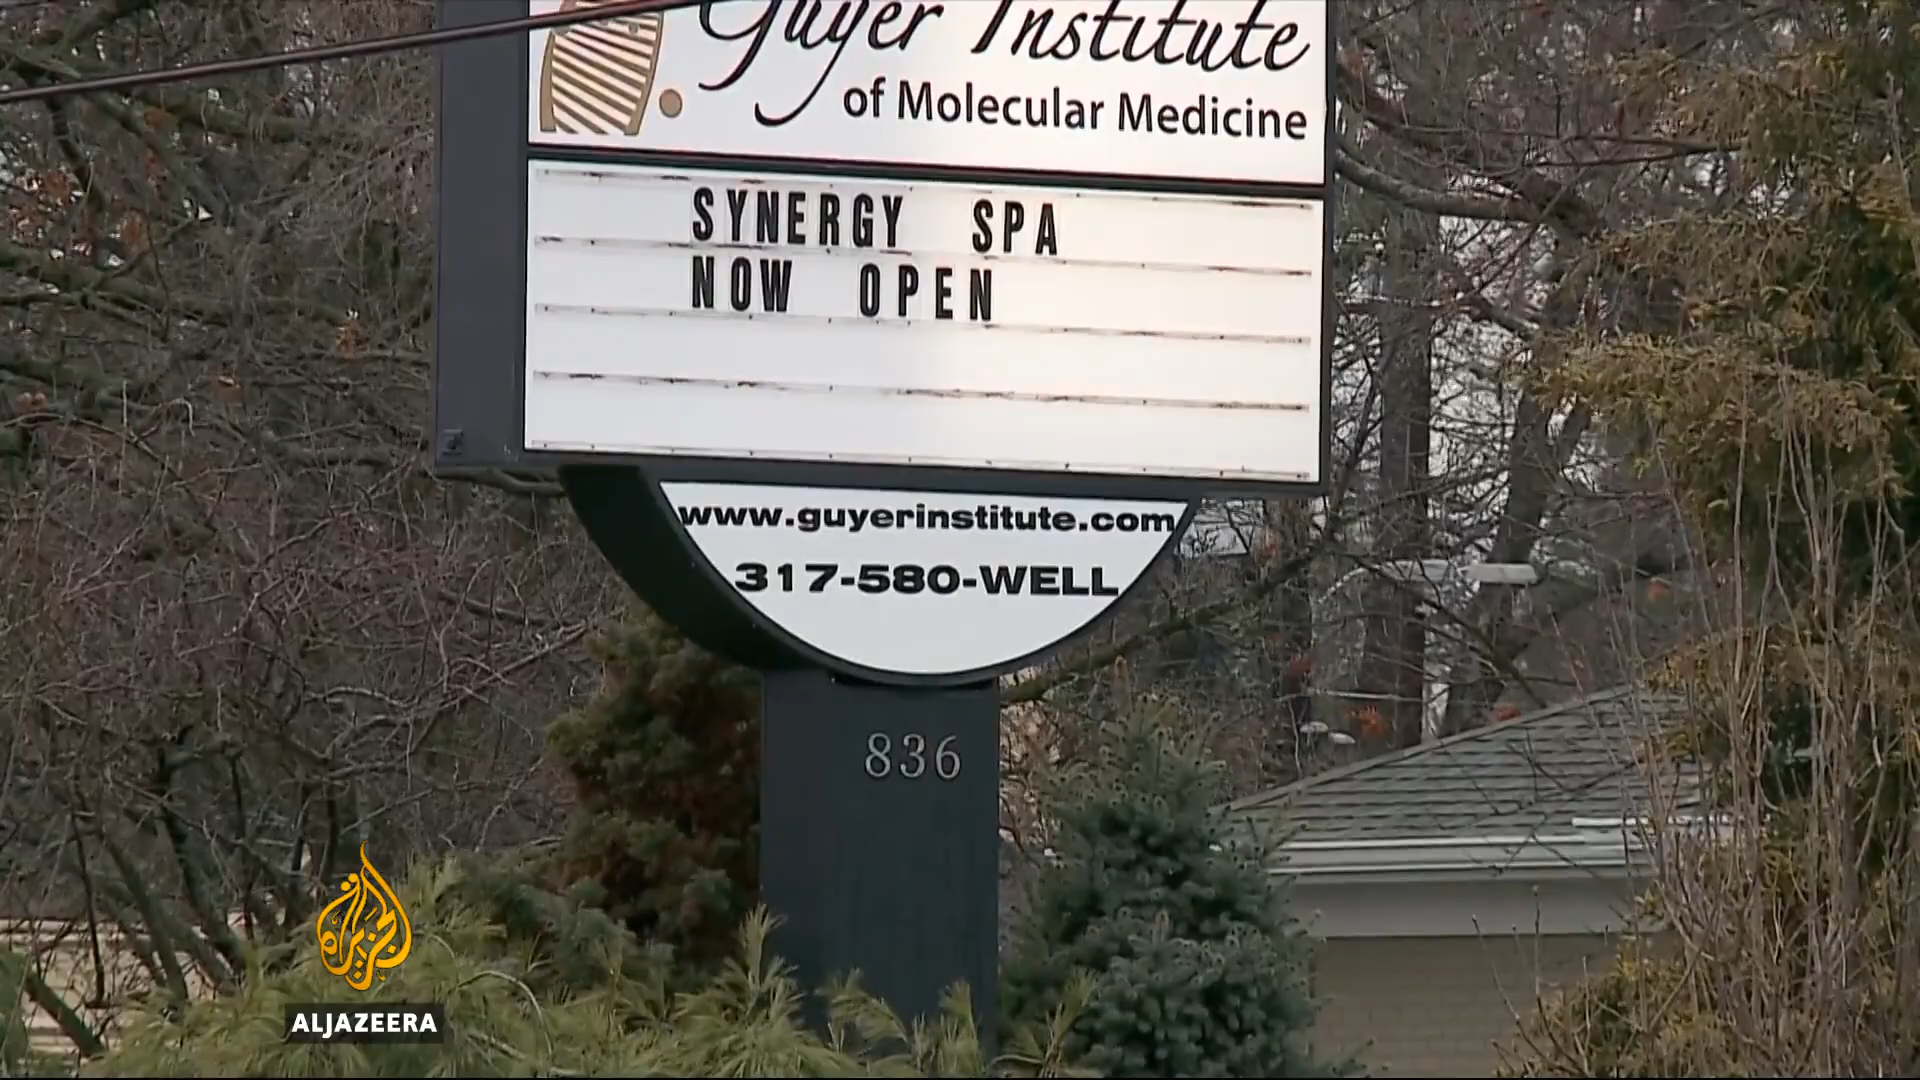 Guyer Institute
of Molecular Medicine
SYNERGY SPA
NOW OPEN
www.guyerinstitute.com
317-580-WELL
836
الجزيرة
ALJAZEERA